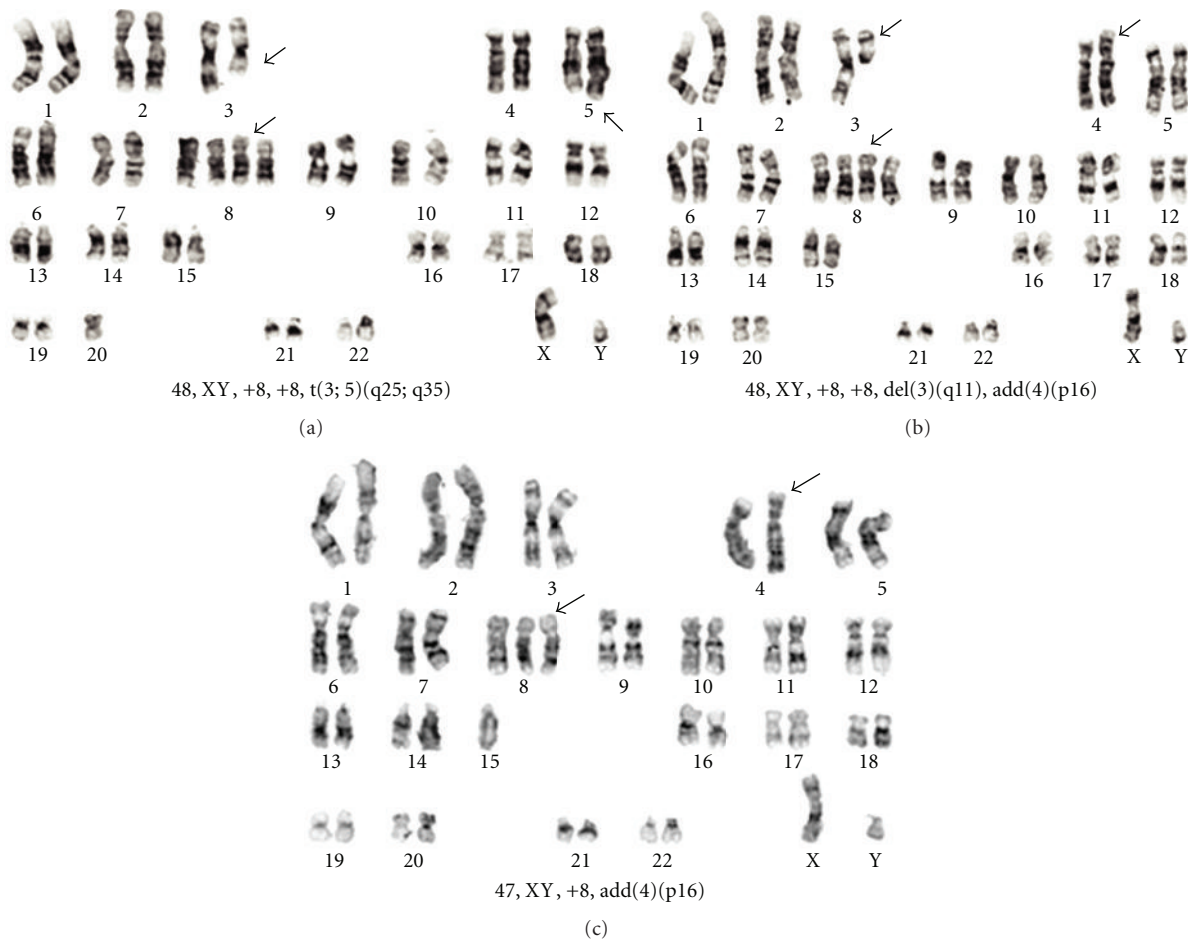 1 2 3 4 5
6 7 8 9 10 11 12
13 14 15 16 17 18
19 20 21 22 X Y
48, XY, +8, +8, t(3; 5)(q25; q35)
(a)
1 2 3 4 5
6 7 8 9 10 11 12
13 14 15 16 17 18
19 20 21 22 X Y
48, XY, +8, +8, del(3)(q11), add(4)(p16)
(b)
1 2 3 4 5
6 7 8 9 10 11 12
13 14 15 16 17 18
19 20 21 22 X Y
47, XY, +8, add(4)(p16)
(c)